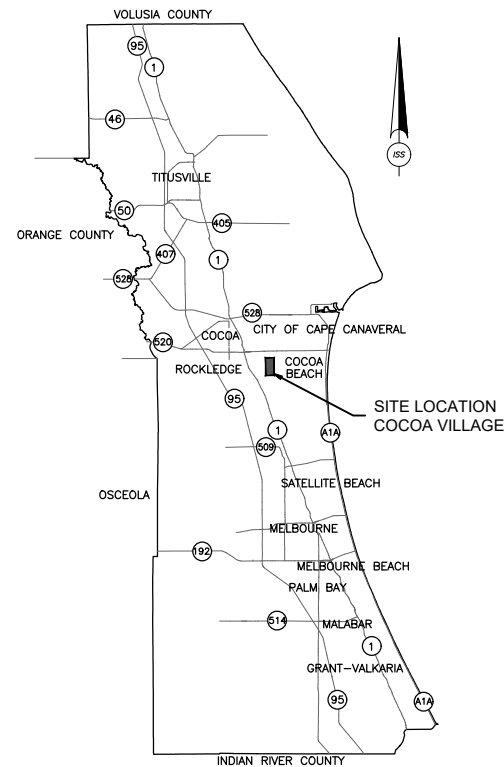 VOLUSIA COUNTY
95
1
46
ISS
TITUSVILLE
50
405
ORANGE COUNTY
407
1
528
528
CITY OF CAPE CANAVERAL
520
COCOA
ROCKLEDGE
COCOA
BEACH
95
SITE LOCATION
COCOA VILLAGE
1
A1A
509
SATELLITE BEACH
OSCEOLA
MELBOURNE
192
MELBOURNE BEACH
PALM BAY
514
MALABAR
1
GRANT-VALKARIA
95
A1A
INDIAN RIVER COUNTY